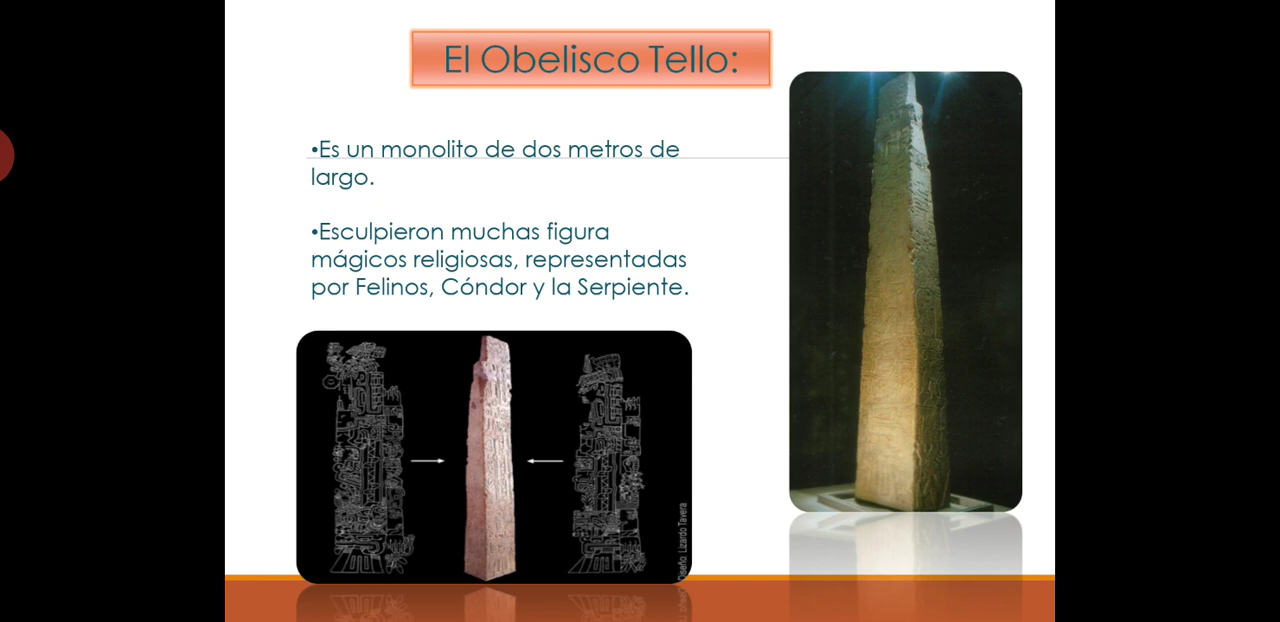 El Obelisco Tello:
•Es un monolito de dos metros de
largo.
•Esculpieron muchas figura
mágicos religiosas, representadas
por Felinos, Cóndor y la Serpiente.
Diseño: Lizardo Tavera